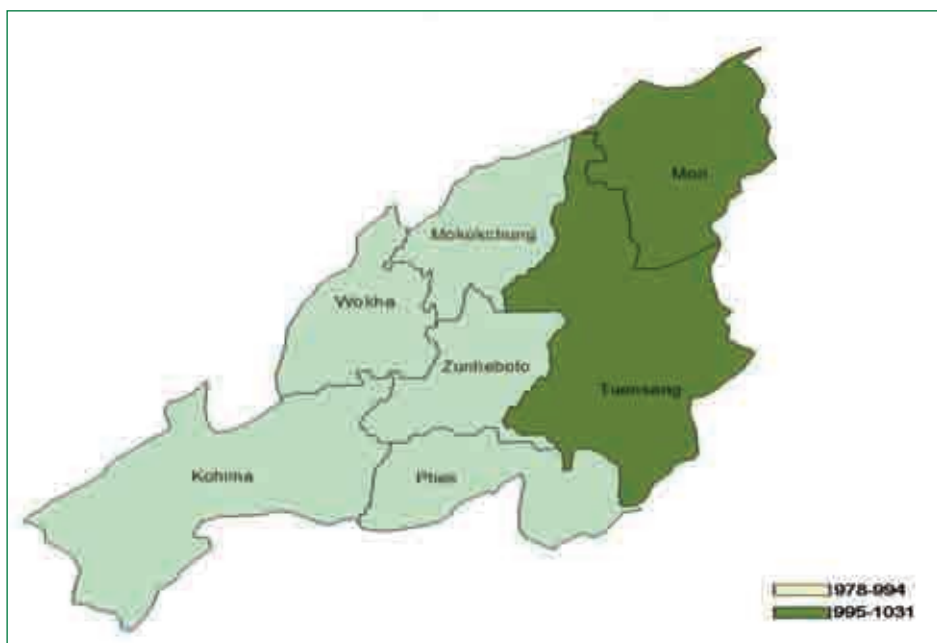 Mon
Mokokchung
Wokha
Zunheboto
Tuensang
Kohima
Phek
978-994
995-1031